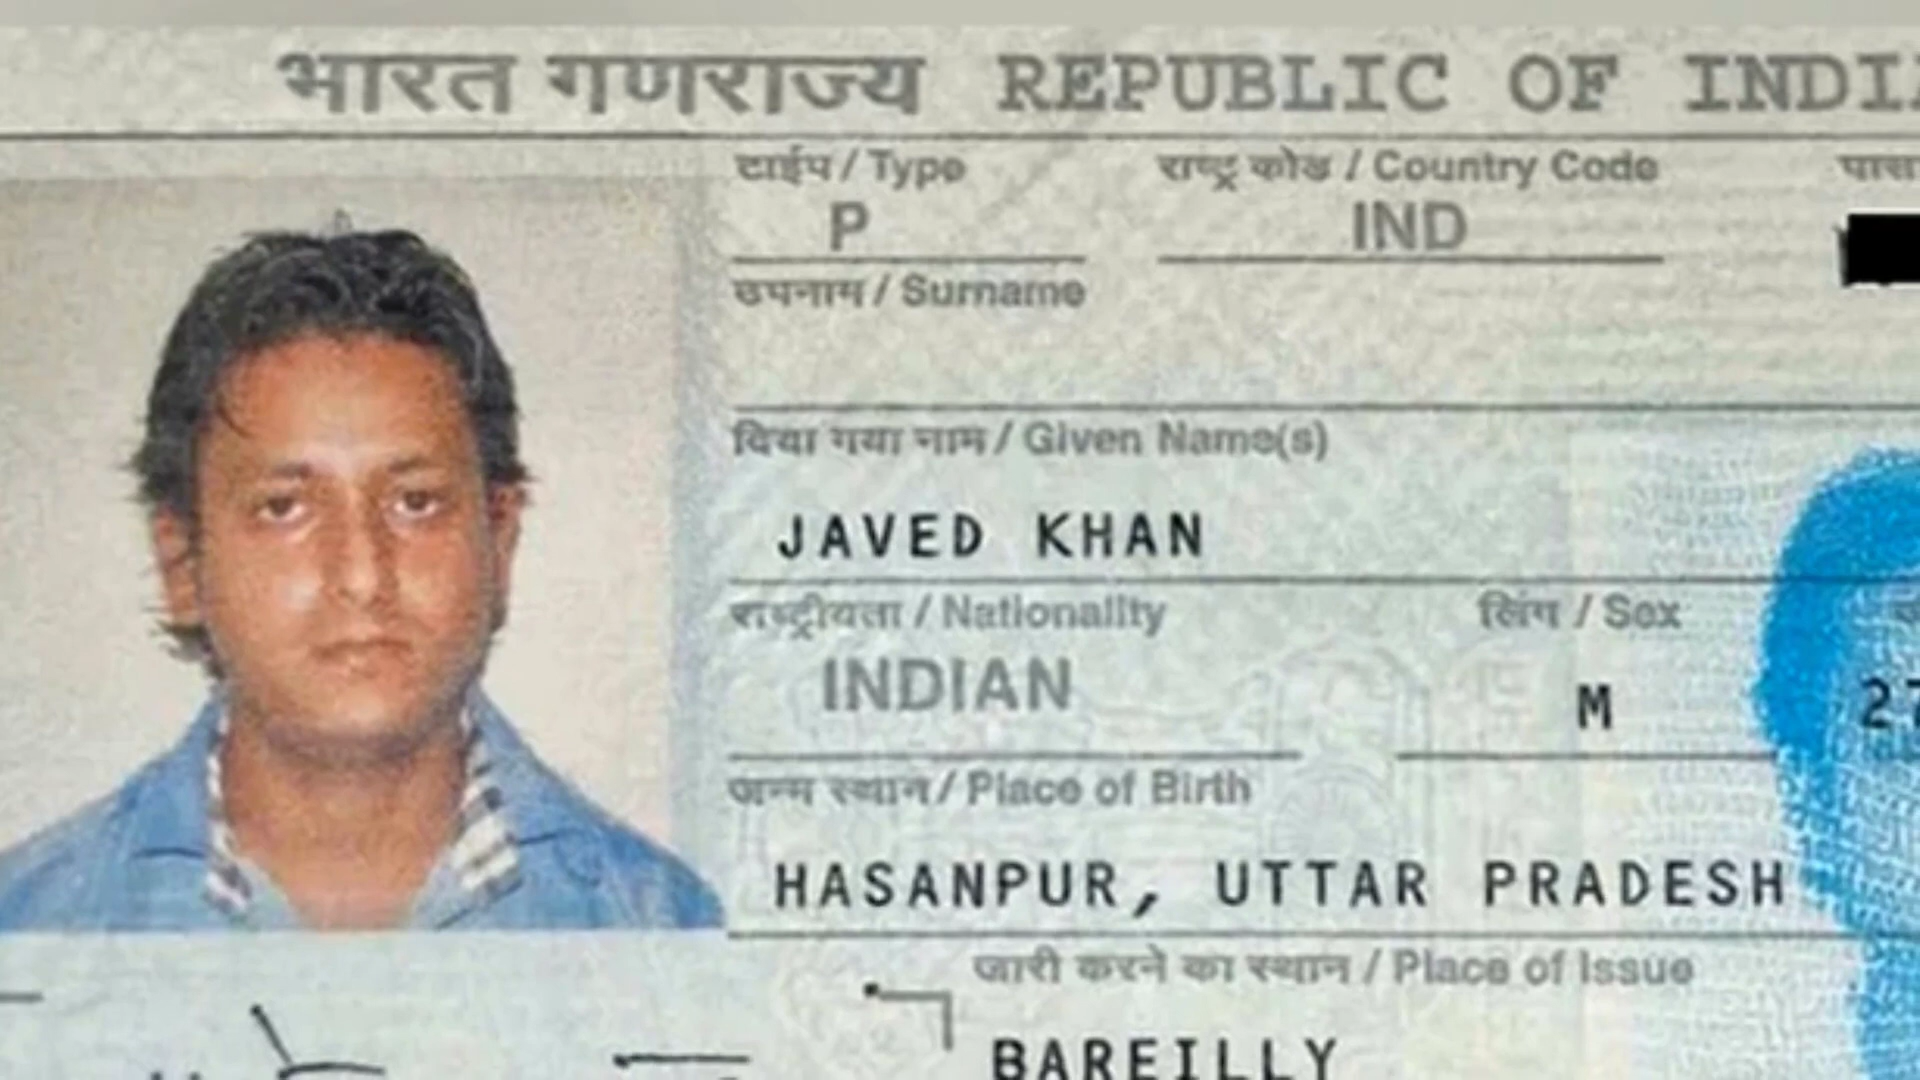 भारत गणराज्य REPUBLIC OF INDIA
टाईप / Type राष्ट्र कोड / Country Code
P IND
उपनाम / Surname
दिया गया नाम / Given Name(s)
JAVED KHAN
राष्ट्रीयता / Nationality लिंग / Sex
INDIAN M 27
जन्म स्थान / Place of Birth
HASANPUR, UTTAR PRADESH
जारी करने का स्थान / Place of Issue
BAREILLY